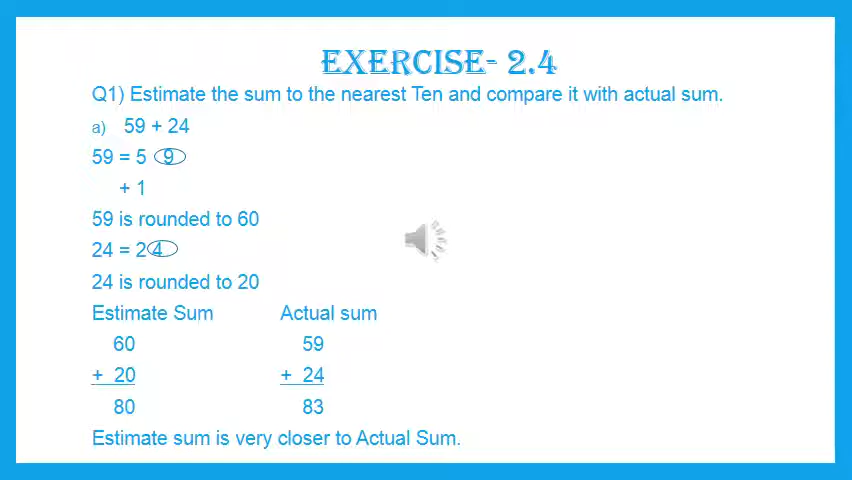 EXERCISE- 2.4
Q1) Estimate the sum to the nearest Ten and compare it with actual sum.
a) 59 + 24
59 = 5 9
+ 1
59 is rounded to 60
24 = 2 4
24 is rounded to 20
Estimate Sum Actual sum
60 59
+ 20 + 24
80 83
Estimate sum is very closer to Actual Sum.